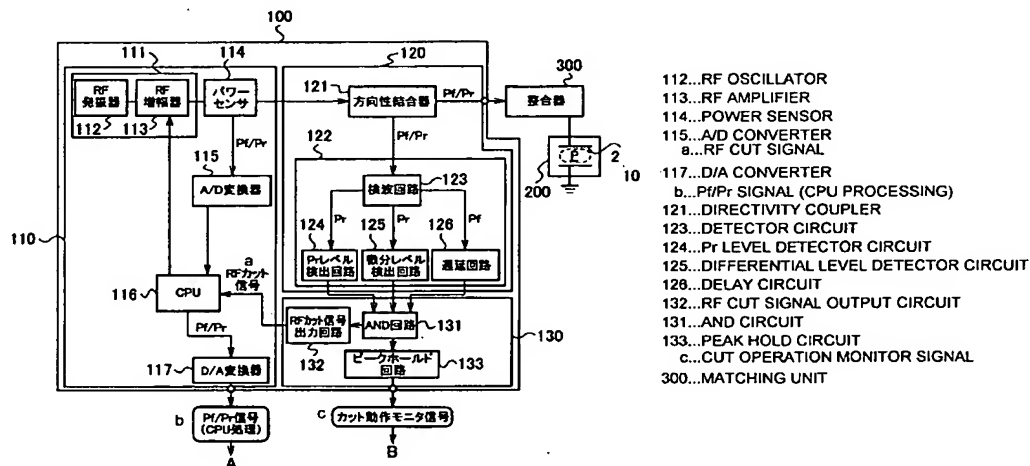 100
111
114
120
RF
発振器
RF
増幅器
パワー
センサ
112
113
121
方向性結合器
Pf/Pr
300
整合器
Pf/Pr
Pf/Pr
115
A/D変換器
122
123
検波回路
200
P
2
10
Pr
Pr
Pf
124
125
126
Prレベル
検出回路
微分レベル
検出回路
遅延回路
110
a
RFカット
信号
116
CPU
RFカット信号
出力回路
132
AND回路
131
130
Pf/Pr
ピークホールド
回路
133
117
D/A変換器
b
Pf/Pr信号
(CPU処理)
A
c
カット動作モニタ信号
B
112...RF OSCILLATOR
113...RF AMPLIFIER
114...POWER SENSOR
115...A/D CONVERTER
a...RF CUT SIGNAL
117...D/A CONVERTER
b...Pf/Pr SIGNAL (CPU PROCESSING)
121...DIRECTIVITY COUPLER
123...DETECTOR CIRCUIT
124...Pr LEVEL DETECTOR CIRCUIT
125...DIFFERENTIAL LEVEL DETECTOR CIRCUIT
126...DELAY CIRCUIT
132...RF CUT SIGNAL OUTPUT CIRCUIT
131...AND CIRCUIT
133...PEAK HOLD CIRCUIT
c...CUT OPERATION MONITOR SIGNAL
300...MATCHING UNIT